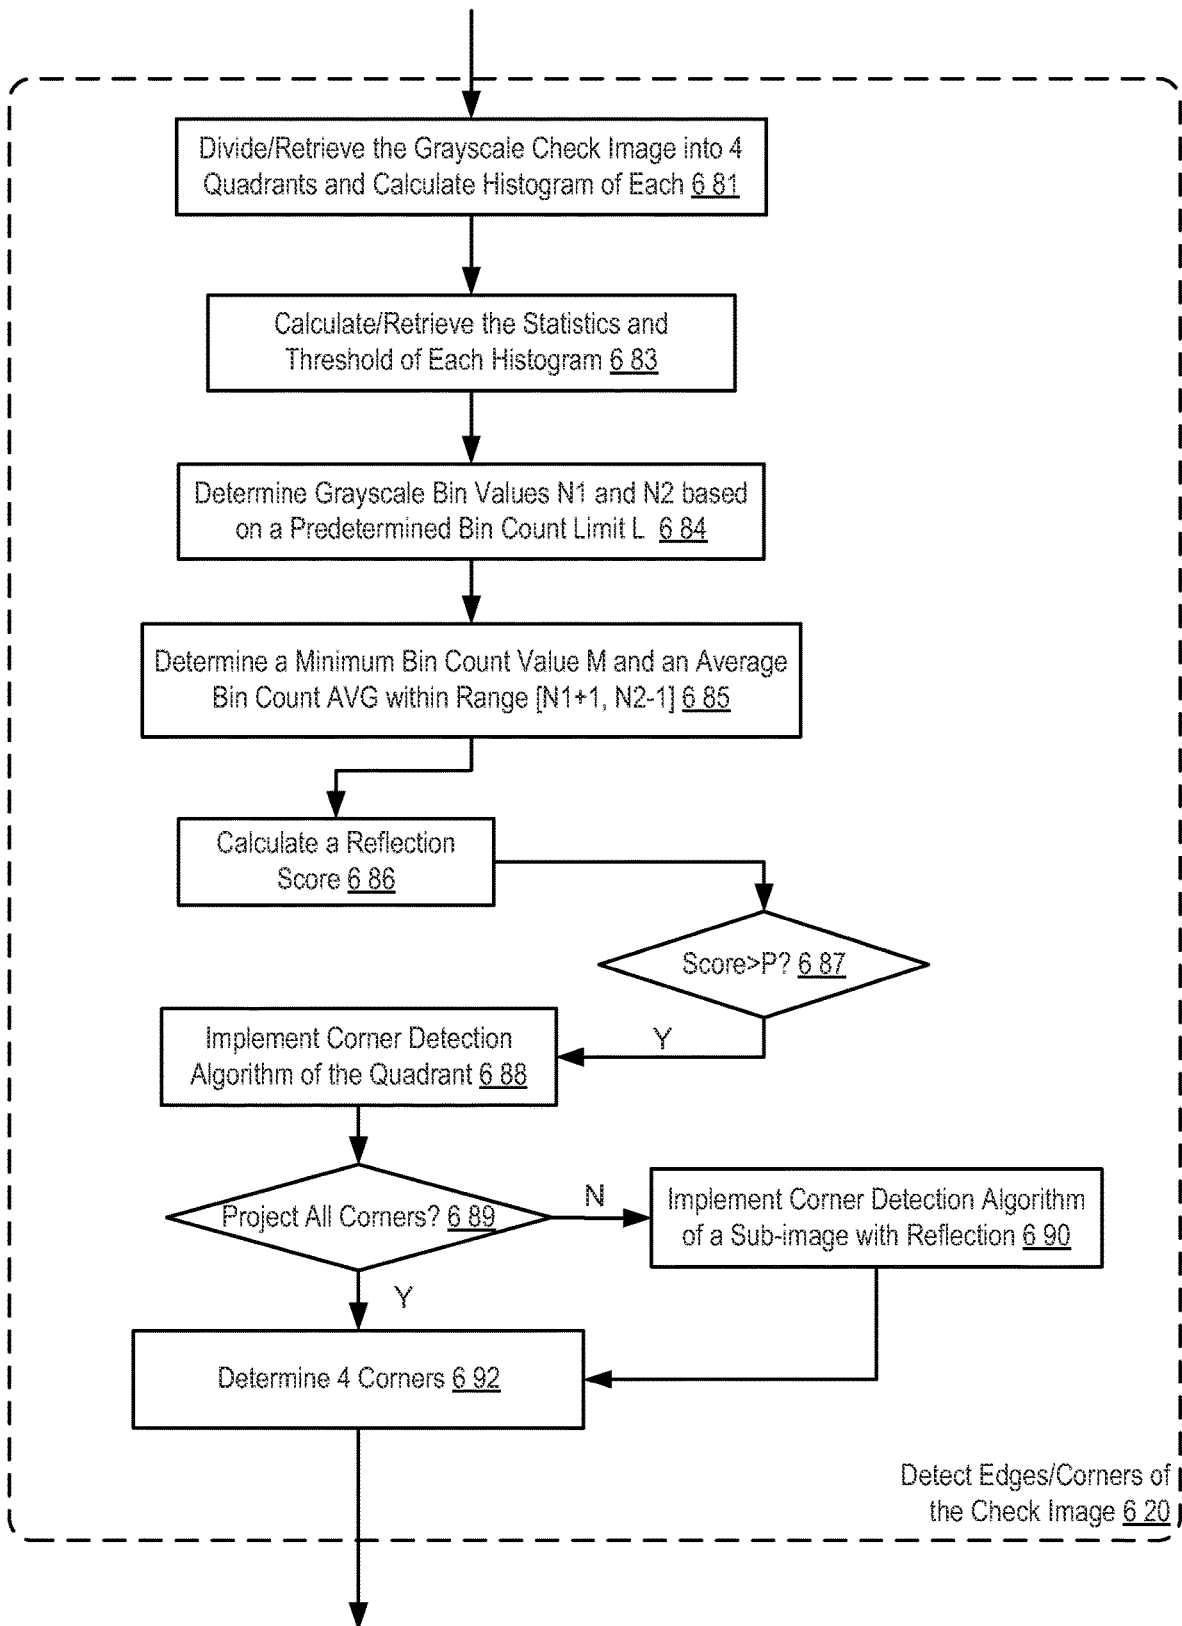 Divide/Retrieve the Grayscale Check Image into 4
Quadrants and Calculate Histogram of Each 6 81
Calculate/Retrieve the Statistics and
Threshold of Each Histogram 6 83
Determine Grayscale Bin Values N1 and N2 based
on a Predetermined Bin Count Limit L 6 84
Determine a Minimum Bin Count Value M and an Average
Bin Count AVG within Range [N1+1, N2-1] 6 85
Calculate a Reflection
Score 6 86
Score>P? 6 87
Y
Implement Corner Detection
Algorithm of the Quadrant 6 88
Project All Corners? 6 89
N
Implement Corner Detection Algorithm
of a Sub-image with Reflection 6 90
Y
Determine 4 Corners 6 92
Detect Edges/Corners of
the Check Image 6 20